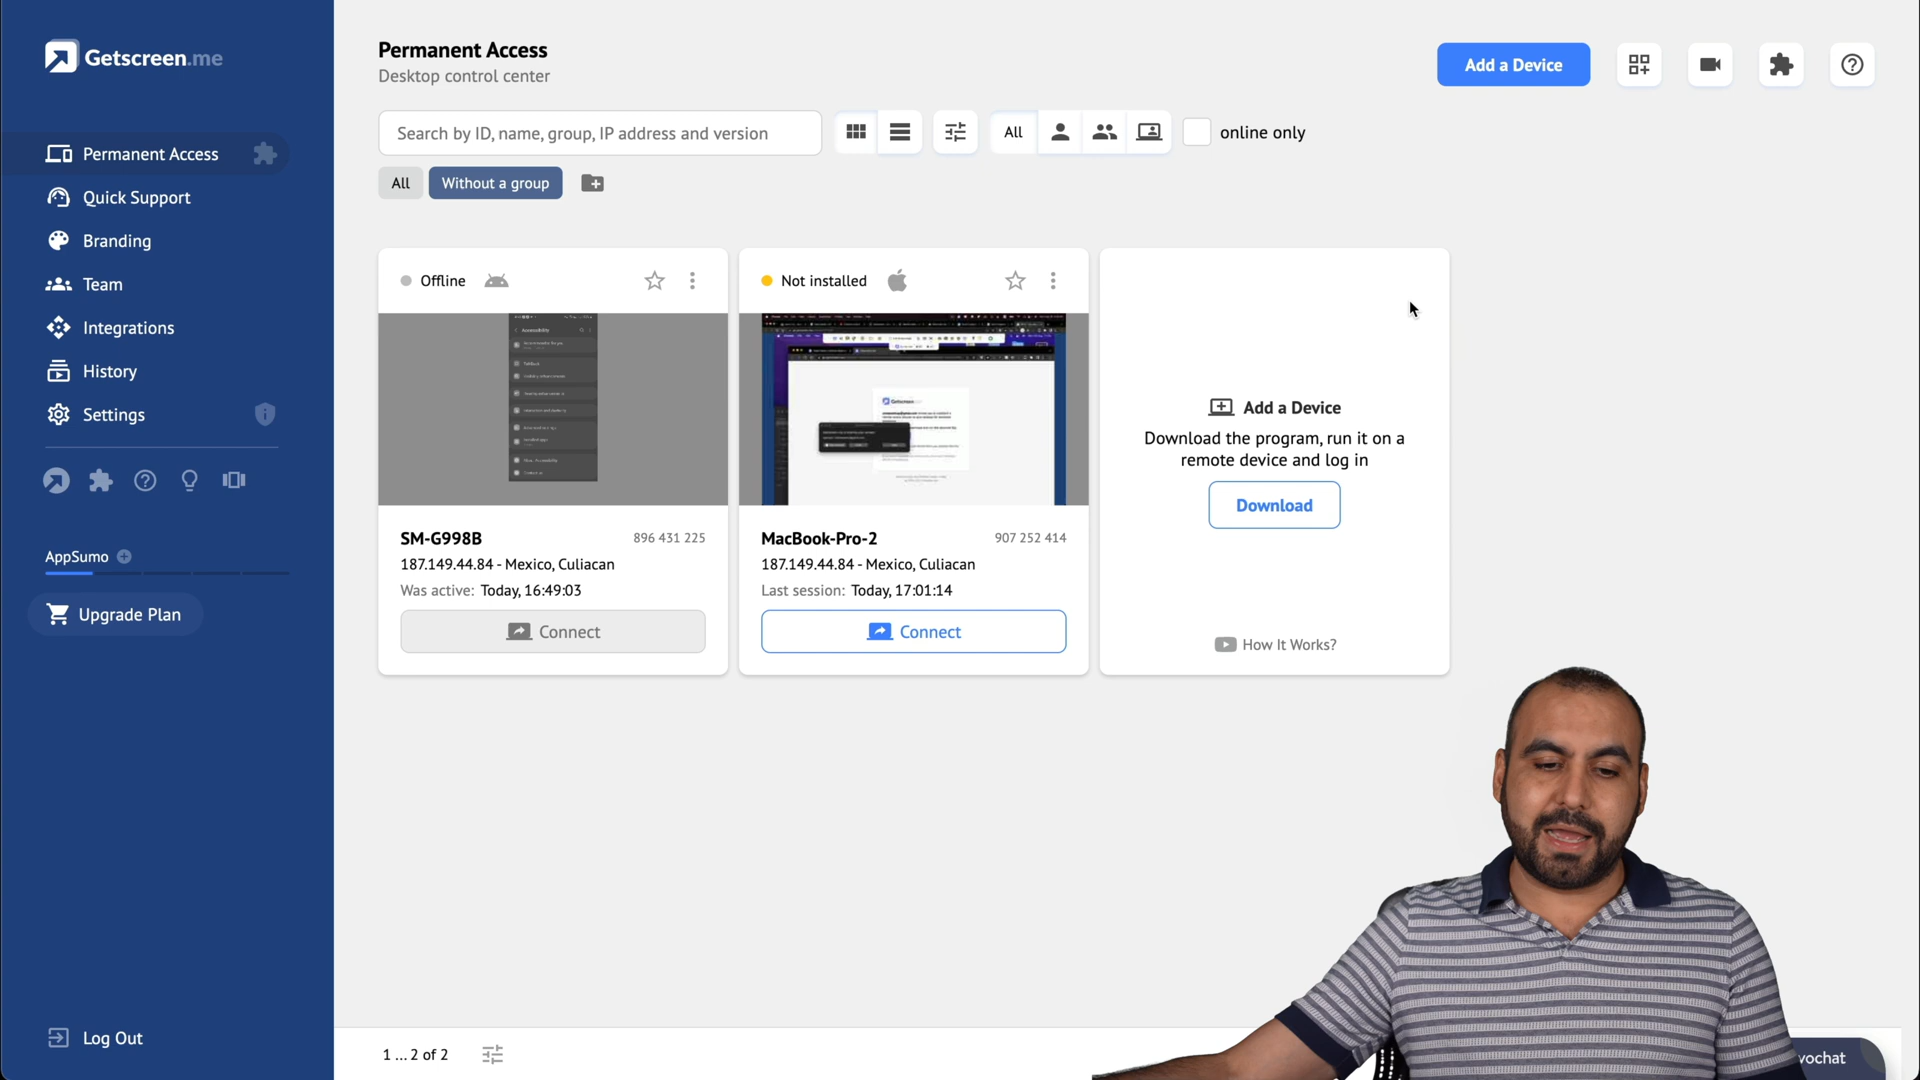 Getscreen.me
Permanent Access
Quick Support
Branding
Team
Integrations
History
Settings
AppSumo
Upgrade Plan
Log Out
Permanent Access
Desktop control center
Add a Device
Search by ID, name, group, IP address and version
All
online only
All
Without a group
Offline
SM-G998B
896 431 225
187.149.44.84 - Mexico, Culiacan
Was active: Today, 16:49:03
Connect
Not installed
MacBook-Pro-2
907 252 414
187.149.44.84 - Mexico, Culiacan
Last session: Today, 17:01:14
Connect
Add a Device
Download the program, run it on a
remote device and log in
Download
How It Works?
1 ... 2 of 2